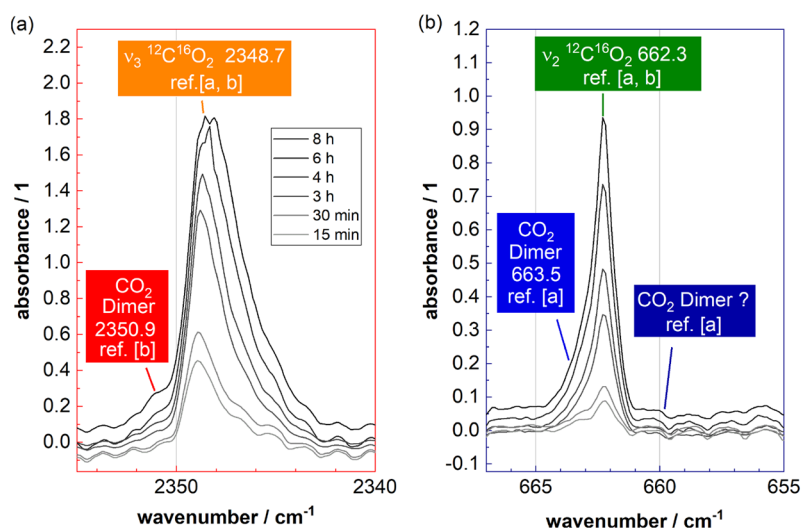 (a)
2.2
2.0
1.8
1.6
1.4
1.2
1.0
0.8
0.6
0.4
0.2
0.0
absorbance / 1
ν₃ ¹²C¹⁶O₂ 2348.7
ref.[a, b]
8 h
6 h
4 h
3 h
30 min
15 min
CO₂
Dimer
2350.9
ref. [b]
2350
2340
wavenumber / cm⁻¹
(b)
1.2
1.1
1.0
0.9
0.8
0.7
0.6
0.5
0.4
0.3
0.2
0.1
0.0
-0.1
absorbance / 1
ν₂ ¹²C¹⁶O₂ 662.3
ref. [a, b]
CO₂
Dimer
663.5
ref. [a]
CO₂ Dimer ?
ref. [a]
665
660
655
wavenumber / cm⁻¹